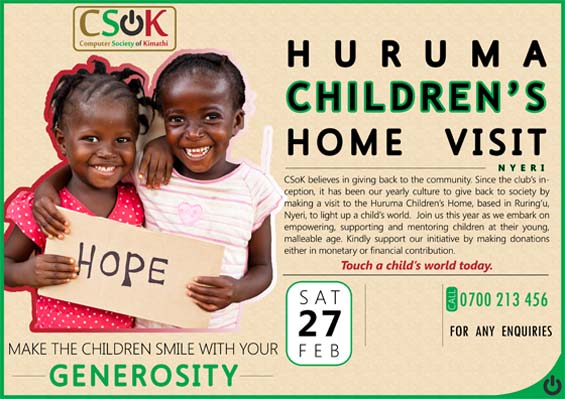 CSOK
Computer Society of Kimachi
HURUMA
CHILDREN'S
HOME VISIT
NYERI
CSoK believes in giving back to the community. Since the club's in-
ception, it has been our yearly culture to give back to society by
making a visit to the Huruma Children's Home, based in Ruring'u,
Nyeri, to light up a child's world. Join us this year as we embark on
empowering, supporting and mentoring children at their young,
malleable age. Kindly support our initiative by making donations
either in monetary or financial contribution.
Touch a child's world today.
HOPE
SAT
27
FEB
CALL 0700 213 456
FOR ANY ENQUIRIES
MAKE THE CHILDREN SMILE WITH YOUR
GENEROSITY